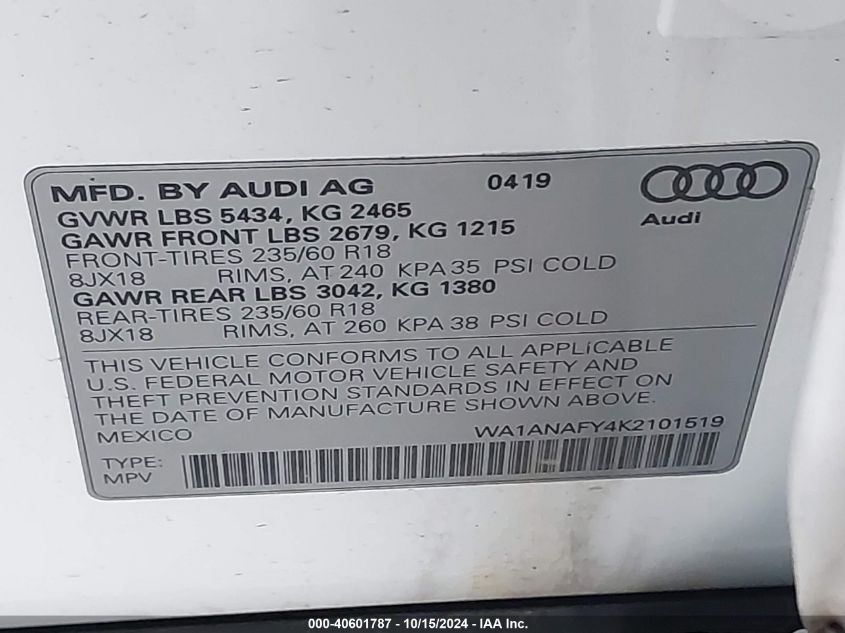 MFD. BY AUDI AG 0419
Audi
GVWR LBS 5434, KG 2465
GAWR FRONT LBS 2679, KG 1215
FRONT-TIRES 235/60 R18
8JX18 RIMS, AT 240 KPA 35 PSI COLD
GAWR REAR LBS 3042, KG 1380
REAR-TIRES 235/60 R18
8JX18 RIMS, AT 260 KPA 38 PSI COLD
THIS VEHICLE CONFORMS TO ALL APPLiCABLE
U.S. FEDERAL MOTOR VEHICLE SAFETY AND
THEFT PREVENTION STANDARDS IN EFFECT ON
THE DATE OF MANUFACTURE SHOWN ABOVE.
MEXICO WA1ANAFY4K2101519
TYPE:
MPV
000-40601787 - 10/15/2024 - IAA Inc.